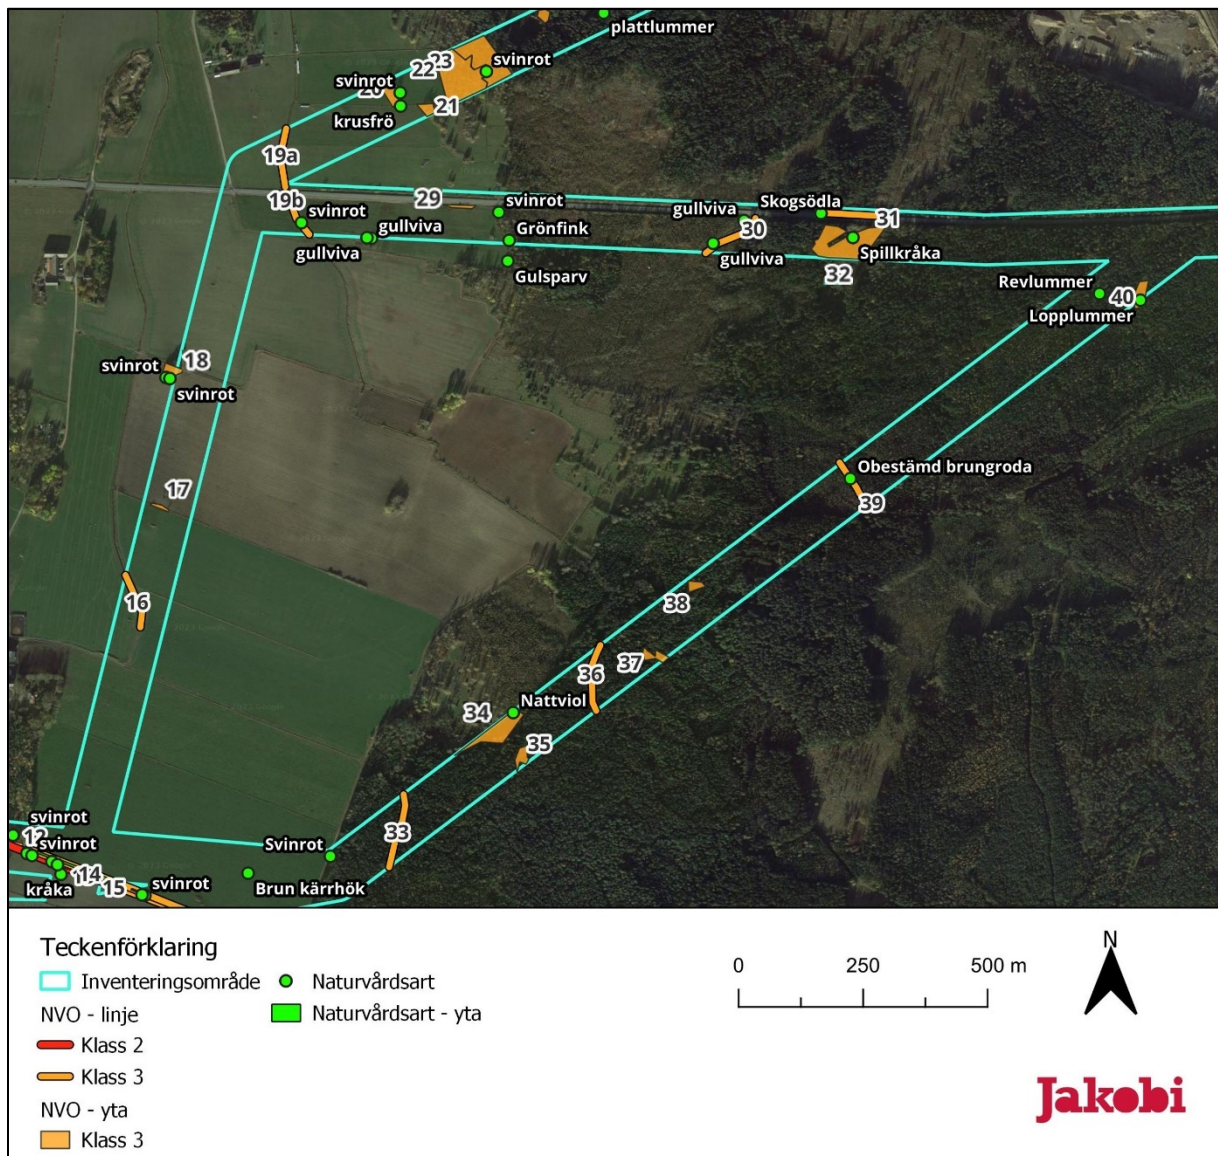 plattlummer
23
22
svinrot
svinrot
20
21
krusfrö
19a
19b
29
svinrot
svinrot
gullviva
gullviva
Grönfink
Gulsparv
gullviva
30
gullviva
Skogsödla
31
Spillkråka
32
Revlummer
40
Lopplummer
svinrot
18
svinrot
17
16
Obestämd brungroda
39
38
37
36
Nattviol
34
35
33
svinrot
12
svinrot
kråka
14
15
svinrot
Svinrot
Brun kärrhök
Teckenförklaring
Inventeringsområde
Naturvårdsart
NVO - linje
Naturvårdsart - yta
Klass 2
Klass 3
NVO - yta
Klass 3
0 250 500 m
N
Jakobi